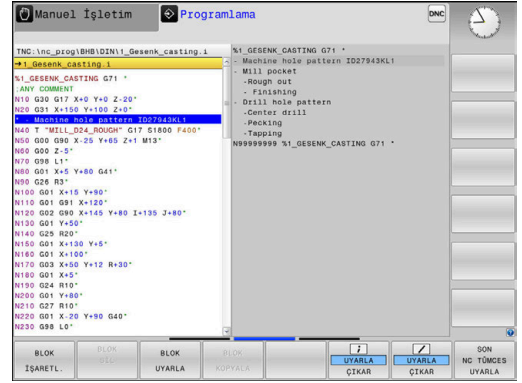 Manuel İşletim
Programlama
DNC
TNC:\nc_prog\BHB\DIN\1_Gesenk_casting.i
→1_Gesenk_casting.i
%1_GESENK_CASTING G71 *
;ANY COMMENT
N10 G30 G17 X+0 Y+0 Z-20*
N20 G31 X+150 Y+100 Z+0*
* - Machine hole pattern ID27943KL1
N40 T "MILL_D24_ROUGH" G17 S1800 F400*
N50 G00 G90 X-25 Y+65 Z+1 M13*
N60 G00 Z-5*
N70 G98 L1*
N80 G01 X+5 Y+80 G41*
N90 G26 R3*
N100 G01 X+15 Y+90*
N110 G01 G91 X+120*
N120 G02 G90 X+145 Y+80 I+135 J+80*
N130 G01 Y+50*
N140 G25 R20*
N150 G01 X+130 Y+5*
N160 G01 X+100*
N170 G03 X+50 Y+12 R+30*
N180 G01 X+5*
N190 G24 R10*
N200 G01 Y+80*
N210 G27 R10*
N220 G01 X-20 Y+90 G40*
N230 G98 L0*
%1_GESENK_CASTING G71 *
- Machine hole pattern ID27943KL1
- Mill pocket
-Rough out
- Finishing
- Drill hole pattern
-Center drill
-Pecking
-Tapping
N99999999 %1_GESENK_CASTING G71 *
BLOK
İŞARETL.
BLOK
BLOK
UYARLA
BLOK
KOPYALA
UYARLA
ÇIKAR
UYARLA
ÇIKAR
SON
NC TÜMCES
UYARLA